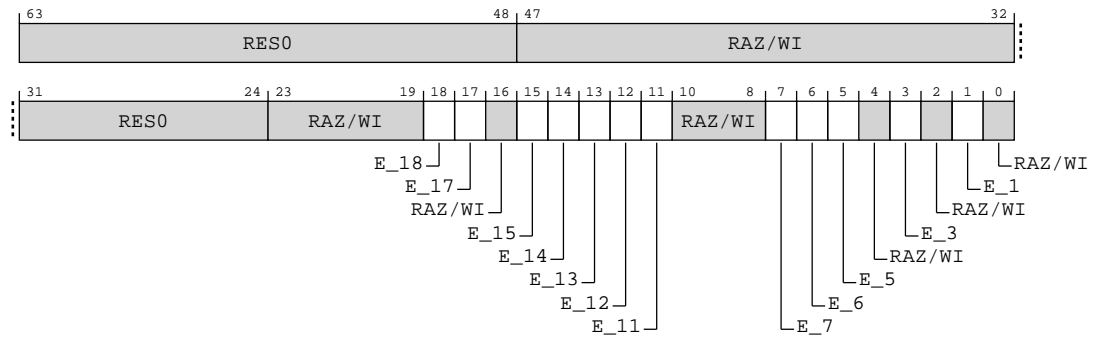 63 48 47 32
RES0 RAZ/WI
31 24 23 19 18 17 16 15 14 13 12 11 10 8 7 6 5 4 3 2 1 0
RES0 RAZ/WI RAZ/WI
E_18 RAZ/WI
E_17 E_1
RAZ/WI RAZ/WI
E_15 E_3
E_14 RAZ/WI
E_13 E_5
E_12 E_6
E_11 E_7